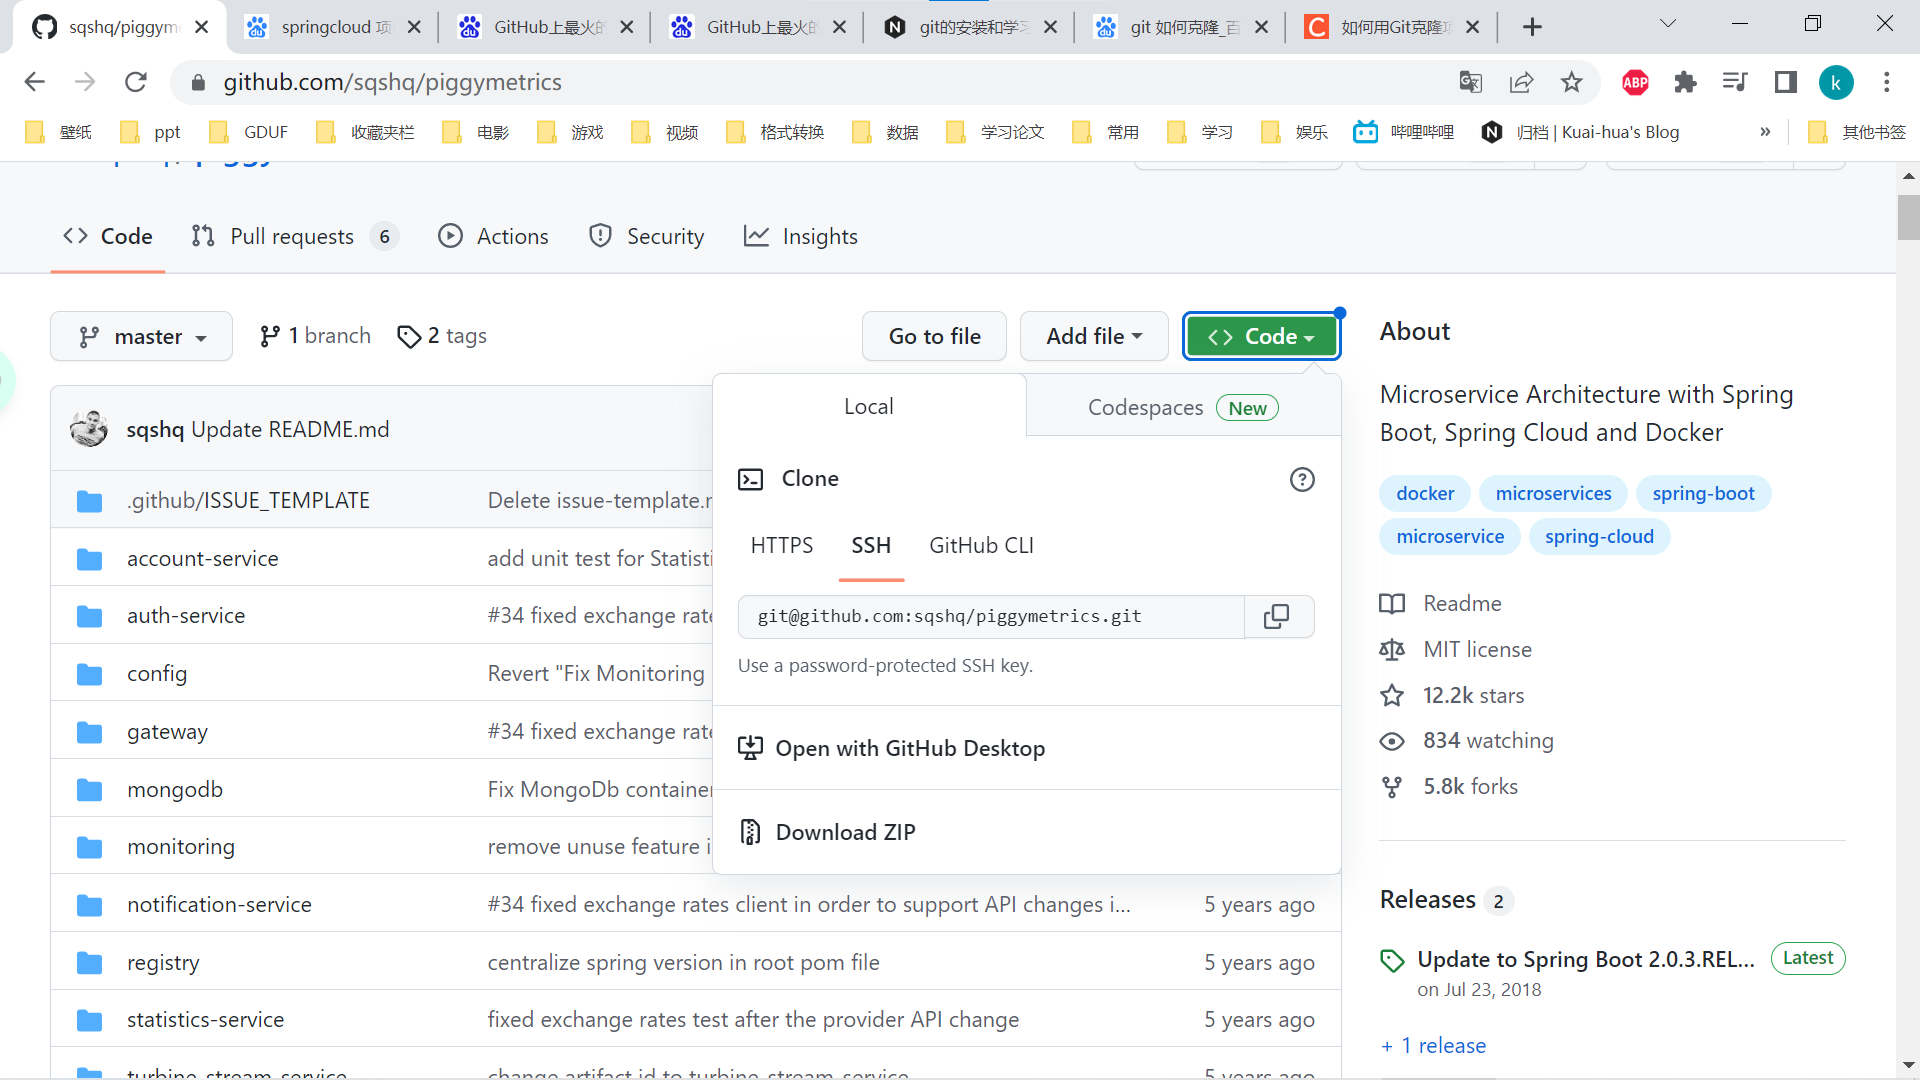 sqshq/piggyme
springcloud 项
GitHub上最火的
GitHub上最火的
git的安装和学习
git 如何克隆_百
如何用Git克隆项
github.com/sqshq/piggymetrics
ABP
k
壁纸
ppt
GDUF
收藏夹栏
电影
游戏
视频
格式转换
数据
学习论文
常用
学习
娱乐
哔哩哔哩
归档 | Kuai-hua's Blog
»
其他书签
Code
Pull requests 6
Actions
Security
Insights
master
1 branch
2 tags
Go to file
Add file
Code
sqshq Update README.md
.github/ISSUE_TEMPLATE
Delete issue-template.m
account-service
add unit test for Statisti
auth-service
#34 fixed exchange rate
config
Revert "Fix Monitoring
gateway
#34 fixed exchange rate
mongodb
Fix MongoDb container
monitoring
remove unuse feature i
notification-service
#34 fixed exchange rates client in order to support API changes i...
5 years ago
registry
centralize spring version in root pom file
5 years ago
statistics-service
fixed exchange rates test after the provider API change
5 years ago
turbine-stream-service
change artifact id to turbine-stream-service
5 years ago
Local
Codespaces New
Clone
HTTPS
SSH
GitHub CLI
git@github.com:sqshq/piggymetrics.git
Use a password-protected SSH key.
Open with GitHub Desktop
Download ZIP
About
Microservice Architecture with Spring
Boot, Spring Cloud and Docker
docker
microservices
spring-boot
microservice
spring-cloud
Readme
MIT license
12.2k stars
834 watching
5.8k forks
Releases 2
Update to Spring Boot 2.0.3.REL...
Latest
on Jul 23, 2018
+ 1 release